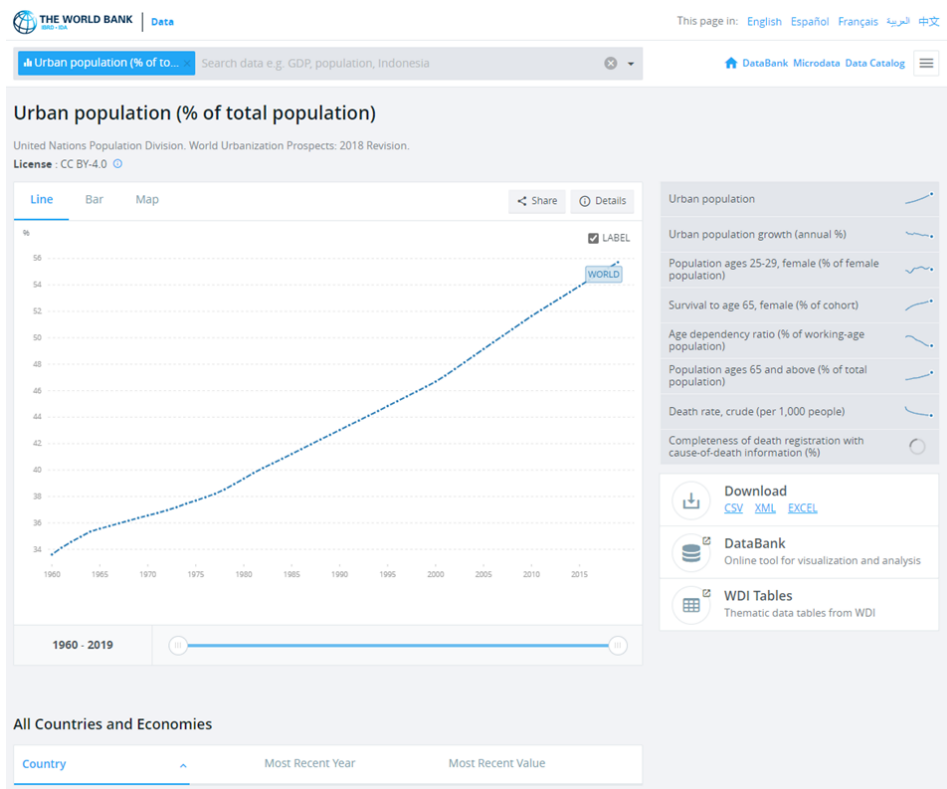 THE WORLD BANK
IBRD • IDA
Data
This page in: English Español Français العربية 中文
Urban population (% of to... ×
Search data e.g. GDP, population, Indonesia
DataBank Microdata Data Catalog
Urban population (% of total population)
United Nations Population Division. World Urbanization Prospects: 2018 Revision.
License : CC BY-4.0
Line Bar Map
Share Details
%
LABEL
56
54
52
50
48
46
44
42
40
38
36
34
WORLD
1960 1965 1970 1975 1980 1985 1990 1995 2000 2005 2010 2015
1960 - 2019
Urban population
Urban population growth (annual %)
Population ages 25-29, female (% of female
population)
Survival to age 65, female (% of cohort)
Age dependency ratio (% of working-age
population)
Population ages 65 and above (% of total
population)
Death rate, crude (per 1,000 people)
Completeness of death registration with
cause-of-death information (%)
Download
CSV XML EXCEL
DataBank
Online tool for visualization and analysis
WDI Tables
Thematic data tables from WDI
All Countries and Economies
Country Most Recent Year Most Recent Value